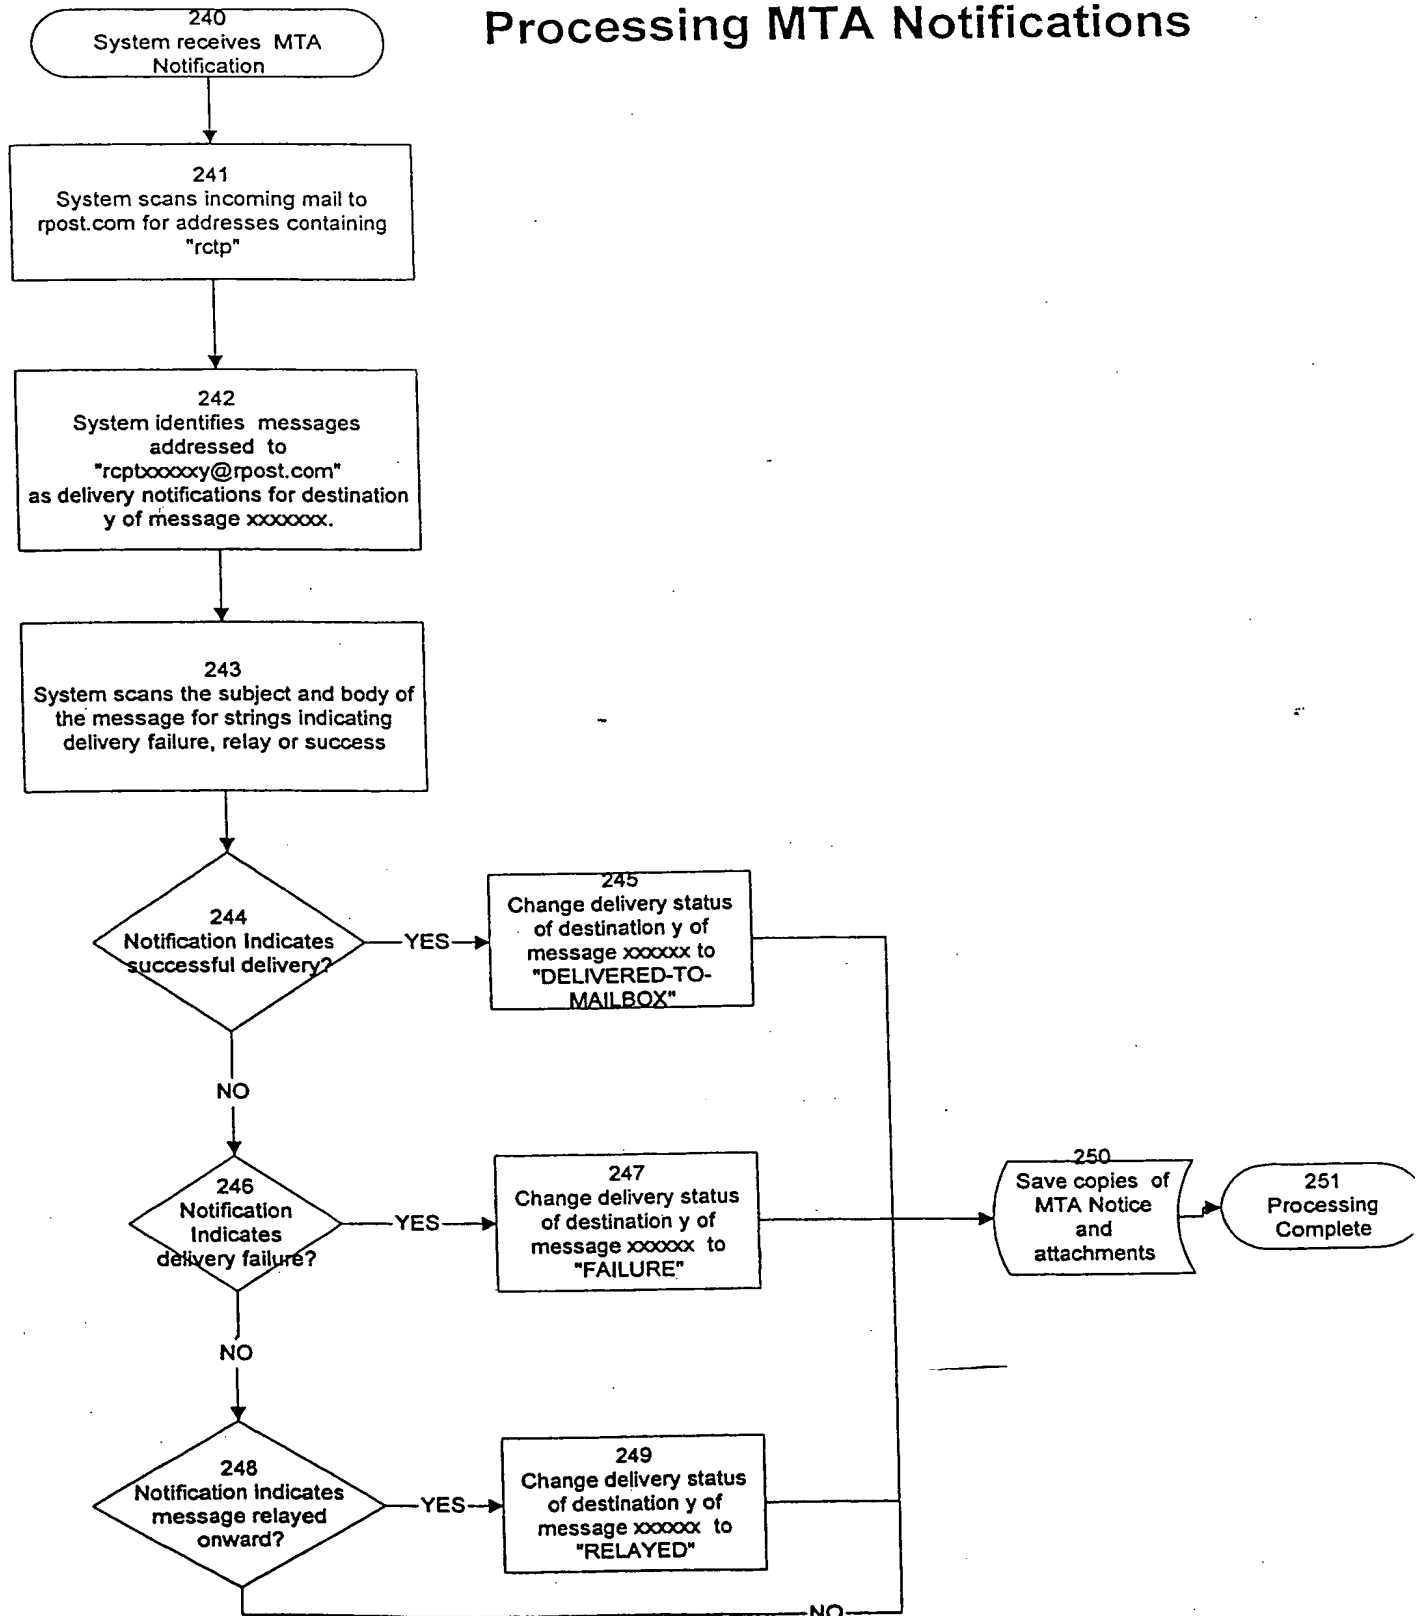 Processing MTA Notifications
240
System receives MTA
Notification
241
System scans incoming mail to
rpost.com for addresses containing
"rctp"
242
System identifies messages
addressed to
"rcptxxxxxy@rpost.com"
as delivery notifications for destination
y of message xxxxxxx.
243
System scans the subject and body of
the message for strings indicating
delivery failure, relay or success
244
Notification Indicates
successful delivery?
YES
245
Change delivery status
of destination y of
message xxxxxx to
"DELIVERED-TO-
MAILBOX"
NO
246
Notification
Indicates
delivery failure?
YES
247
Change delivery status
of destination y of
message xxxxxx to
"FAILURE"
250
Save copies of
MTA Notice
and
attachments
251
Processing
Complete
NO
248
Notification indicates
message relayed
onward?
YES
249
Change delivery status
of destination y of
message xxxxxx to
"RELAYED"
NO